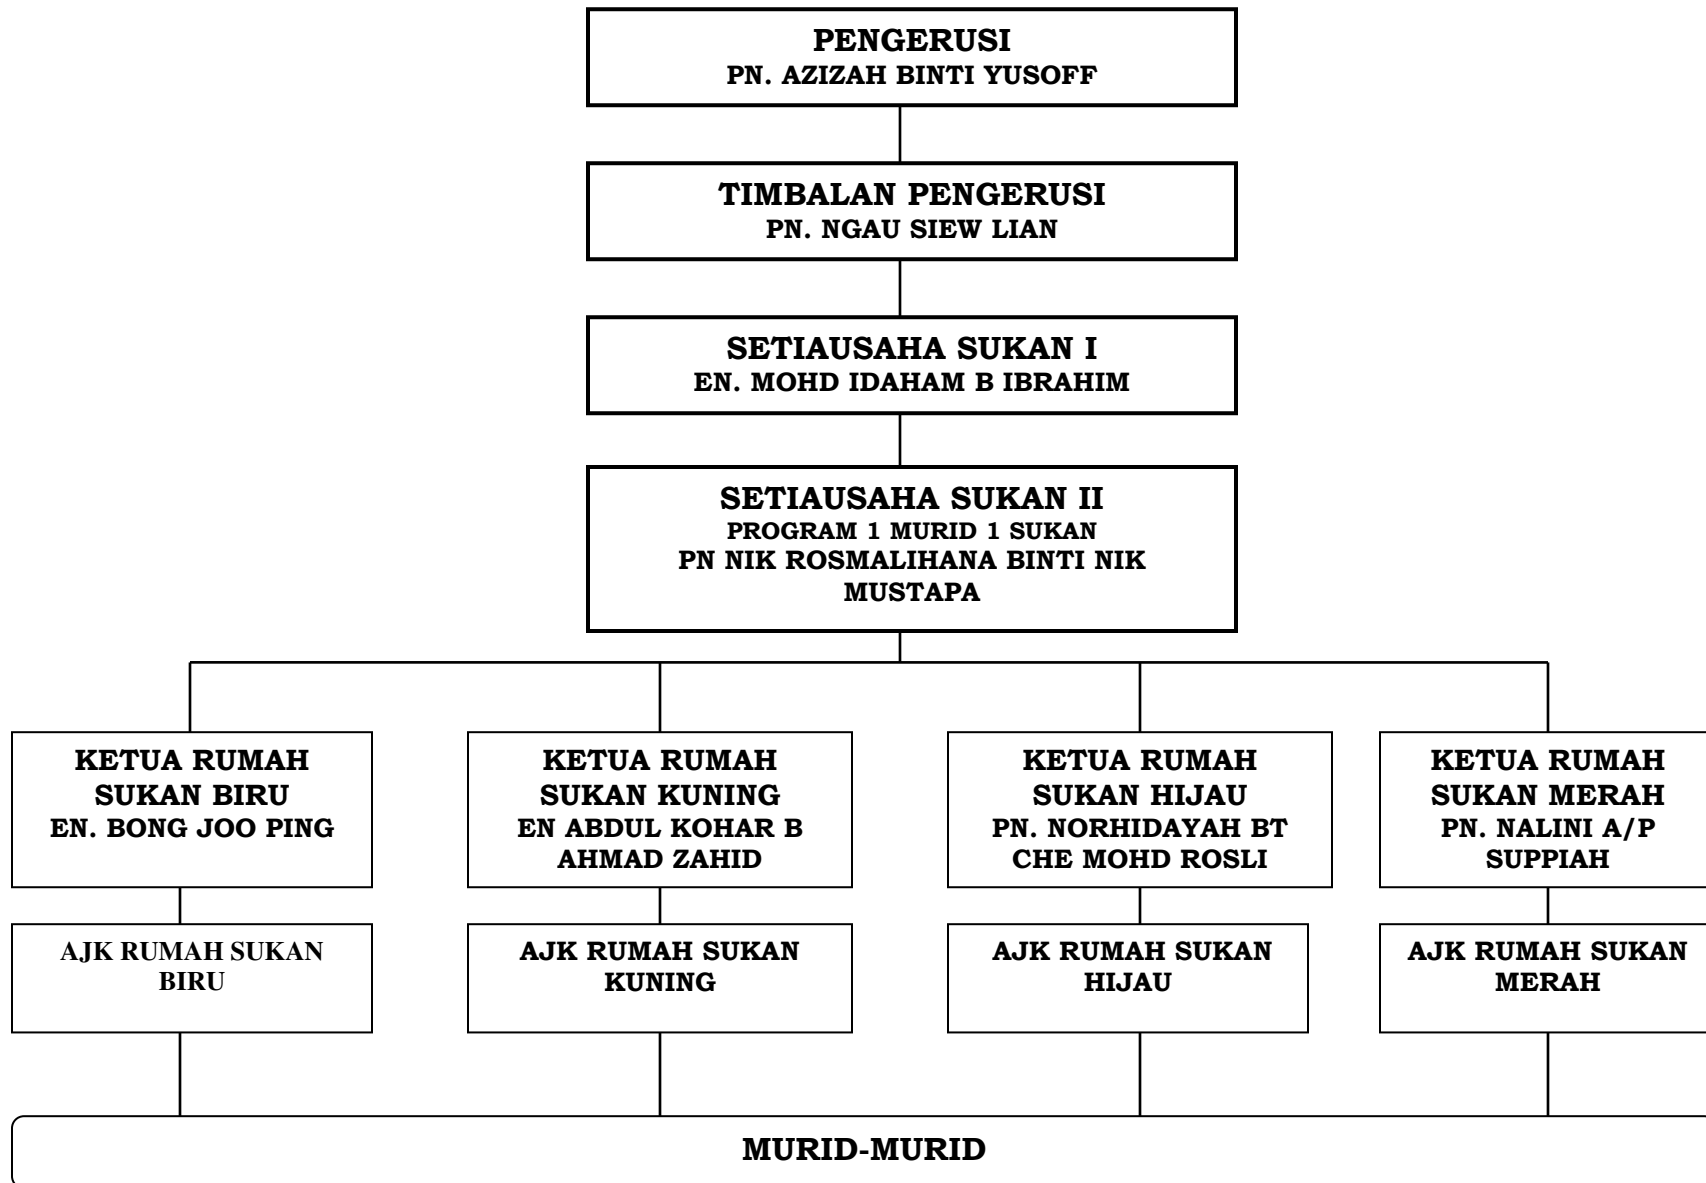 PENGERUSI
PN. AZIZAH BINTI YUSOFF
TIMBALAN PENGERUSI
PN. NGAU SIEW LIAN
SETIAUSAHA SUKAN I
EN. MOHD IDAHAM B IBRAHIM
SETIAUSAHA SUKAN II
PROGRAM 1 MURID 1 SUKAN
PN NIK ROSMALIHANA BINTI NIK
MUSTAPA
KETUA RUMAH
SUKAN BIRU
EN. BONG JOO PING
KETUA RUMAH
SUKAN KUNING
EN ABDUL KOHAR B
AHMAD ZAHID
KETUA RUMAH
SUKAN HIJAU
PN. NORHIDAYAH BT
CHE MOHD ROSLI
KETUA RUMAH
SUKAN MERAH
PN. NALINI A/P
SUPPIAH
AJK RUMAH SUKAN
BIRU
AJK RUMAH SUKAN
KUNING
AJK RUMAH SUKAN
HIJAU
AJK RUMAH SUKAN
MERAH
MURID-MURID